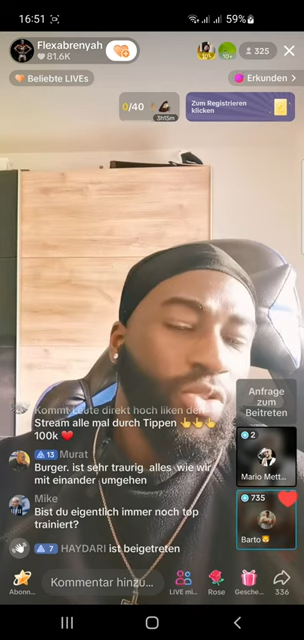 16:51
59%
Flexabrenyah
81.6K
10+
325
Beliebte LIVEs
Erkunden >
0/40
3h15m
Zum Registrieren
klicken
Kommt Leute direkt hoch liken den
Stream alle mal durch Tippen 👆👆👆
100k ❤️
13 Murat
Burger. ist sehr traurig alles wie wir
mit einander umgehen
Mike
Bist du eigentlich immer noch top
trainiert?
7 HAYDARI ist beigetreten
Anfrage
zum
Beitreten
2
Mario Mett...
735
Barto
Kommentar hinzu...
Abonn...
LIVE mi...
Rose
Gesche...
336